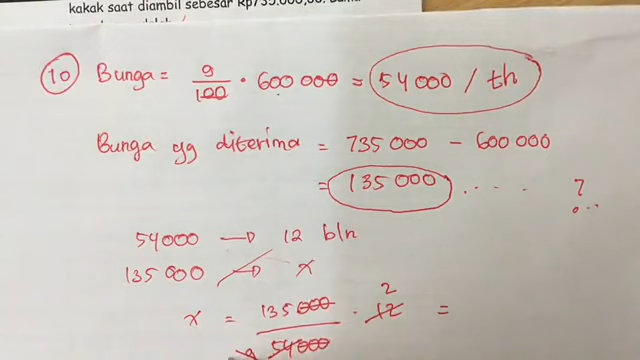 kakak saat diambil sebesar Rp735.000,00.
10 Bunga = 9/100 · 600 000 = 54 000 / th
Bunga yg diterima = 735 000 - 600 000
= 135 000 ..... ?
54000 → 12 bln
135 000 → x
x = 135 000 / 54000 · 12 2 =